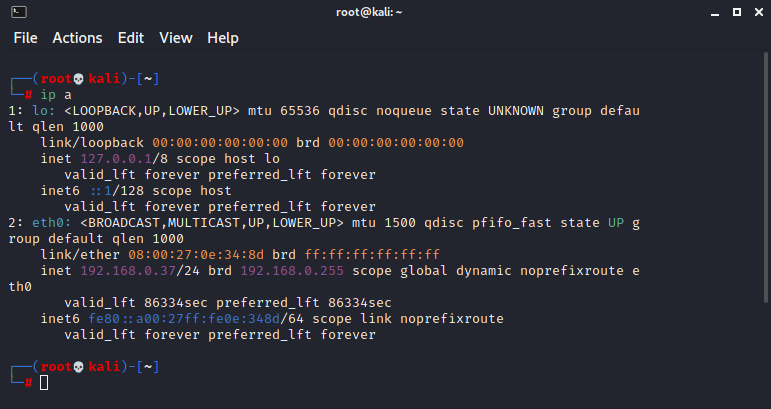 root@kali: ~
File Actions Edit View Help
┌──(root💀kali)-[~]
└─# ip a
1: lo: <LOOPBACK,UP,LOWER_UP> mtu 65536 qdisc noqueue state UNKNOWN group defau
lt qlen 1000
    link/loopback 00:00:00:00:00:00 brd 00:00:00:00:00:00
    inet 127.0.0.1/8 scope host lo
       valid_lft forever preferred_lft forever
    inet6 ::1/128 scope host
       valid_lft forever preferred_lft forever
2: eth0: <BROADCAST,MULTICAST,UP,LOWER_UP> mtu 1500 qdisc pfifo_fast state UP g
roup default qlen 1000
    link/ether 08:00:27:0e:34:8d brd ff:ff:ff:ff:ff:ff
    inet 192.168.0.37/24 brd 192.168.0.255 scope global dynamic noprefixroute e
th0
       valid_lft 86334sec preferred_lft 86334sec
    inet6 fe80::a00:27ff:fe0e:348d/64 scope link noprefixroute
       valid_lft forever preferred_lft forever
┌──(root💀kali)-[~]
└─#